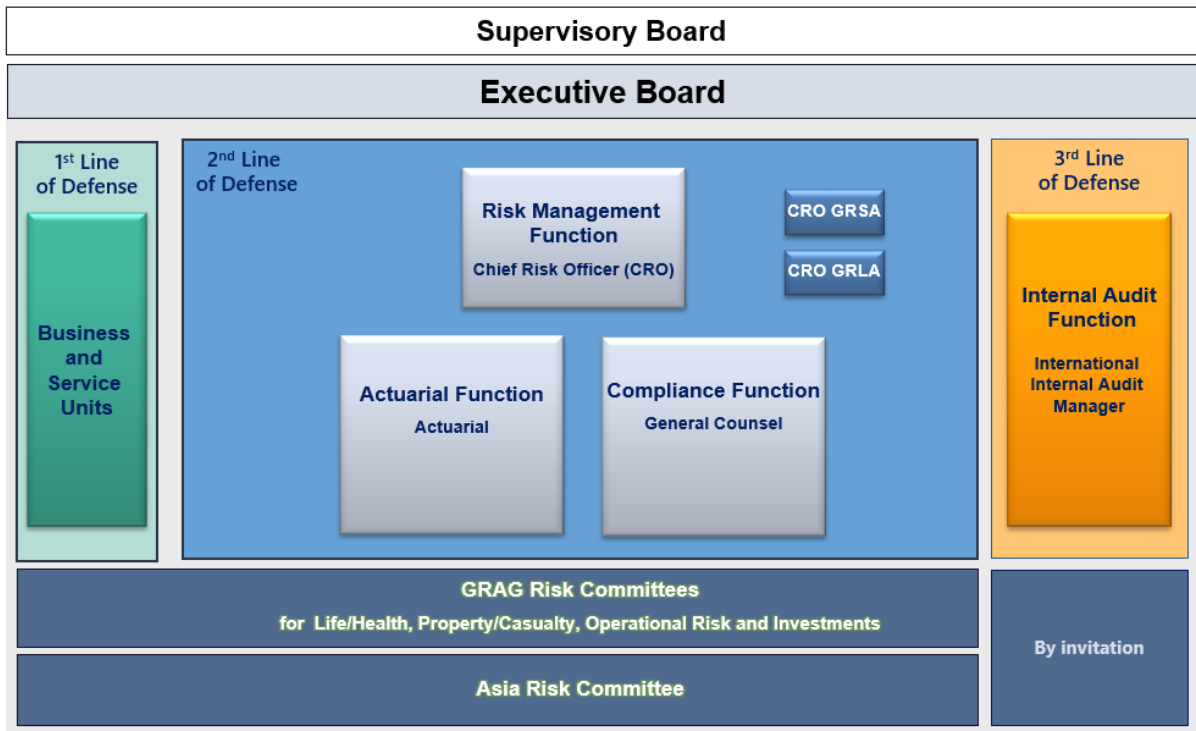 Supervisory Board
Executive Board
1st Line
of Defense
Business
and
Service
Units
2nd Line
of Defense
Risk Management
Function
Chief Risk Officer (CRO)
CRO GRSA
CRO GRLA
Actuarial Function
Actuarial
Compliance Function
General Counsel
3rd Line
of Defense
Internal Audit
Function
International
Internal Audit
Manager
GRAG Risk Committees
for Life/Health, Property/Casualty, Operational Risk and Investments
Asia Risk Committee
By invitation